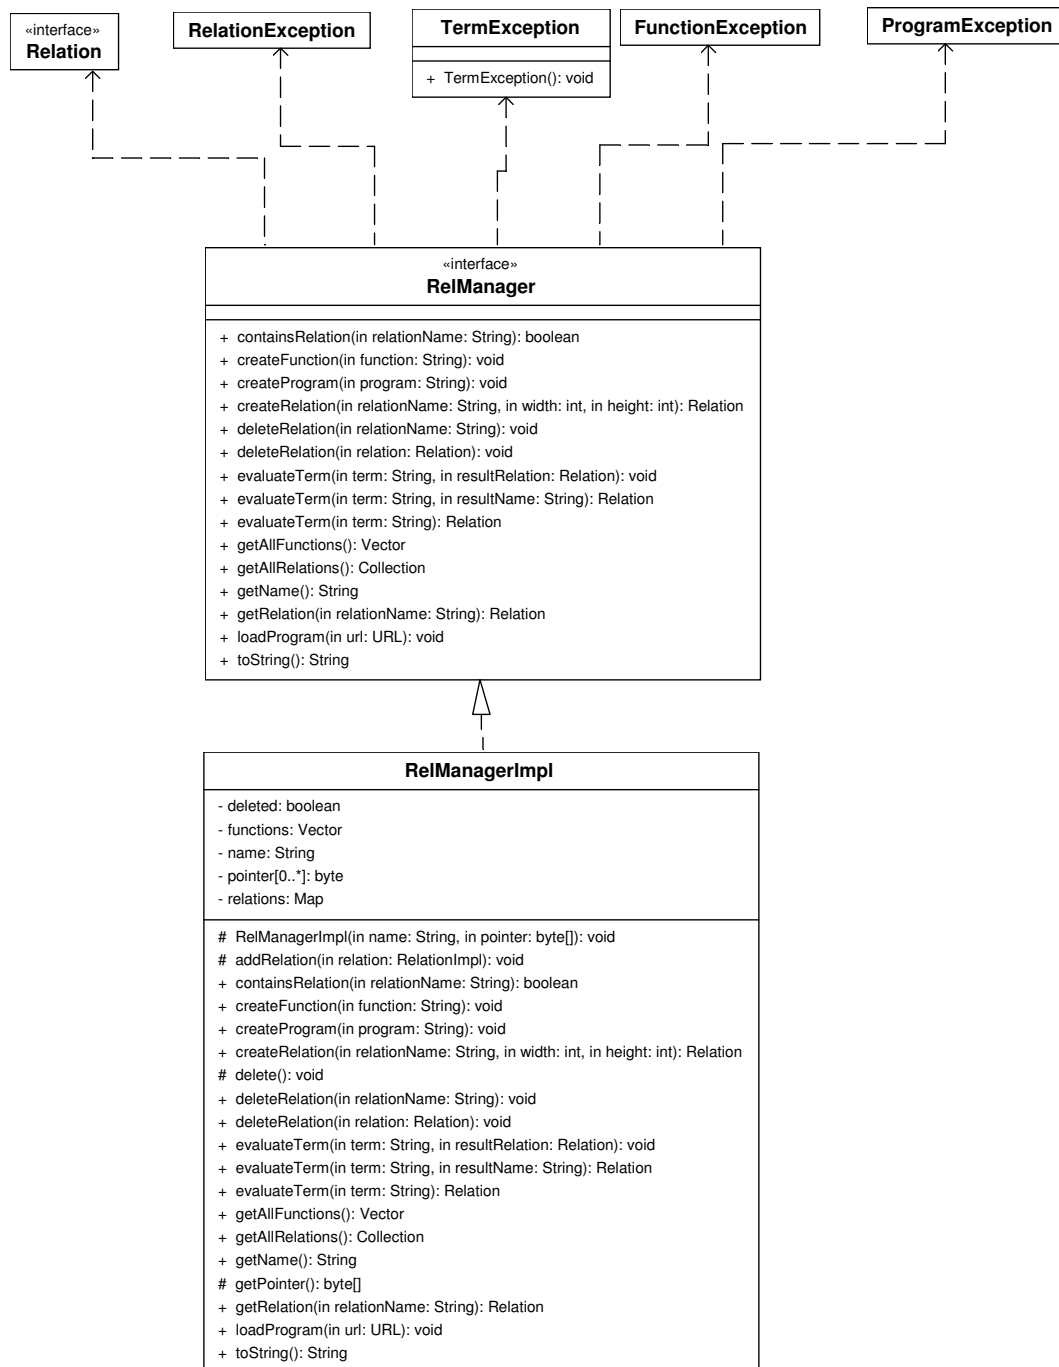 «interface»
Relation
RelationException
TermException
+ TermException(): void
FunctionException
ProgramException
«interface»
RelManager
+ containsRelation(in relationName: String): boolean
+ createFunction(in function: String): void
+ createProgram(in program: String): void
+ createRelation(in relationName: String, in width: int, in height: int): Relation
+ deleteRelation(in relationName: String): void
+ deleteRelation(in relation: Relation): void
+ evaluateTerm(in term: String, in resultRelation: Relation): void
+ evaluateTerm(in term: String, in resultName: String): Relation
+ evaluateTerm(in term: String): Relation
+ getAllFunctions(): Vector
+ getAllRelations(): Collection
+ getName(): String
+ getRelation(in relationName: String): Relation
+ loadProgram(in url: URL): void
+ toString(): String
RelManagerImpl
- deleted: boolean
- functions: Vector
- name: String
- pointer[0..*]: byte
- relations: Map
# RelManagerImpl(in name: String, in pointer: byte[]): void
# addRelation(in relation: RelationImpl): void
+ containsRelation(in relationName: String): boolean
+ createFunction(in function: String): void
+ createProgram(in program: String): void
+ createRelation(in relationName: String, in width: int, in height: int): Relation
# delete(): void
+ deleteRelation(in relationName: String): void
+ deleteRelation(in relation: Relation): void
+ evaluateTerm(in term: String, in resultRelation: Relation): void
+ evaluateTerm(in term: String, in resultName: String): Relation
+ evaluateTerm(in term: String): Relation
+ getAllFunctions(): Vector
+ getAllRelations(): Collection
+ getName(): String
# getPointer(): byte[]
+ getRelation(in relationName: String): Relation
+ loadProgram(in url: URL): void
+ toString(): String